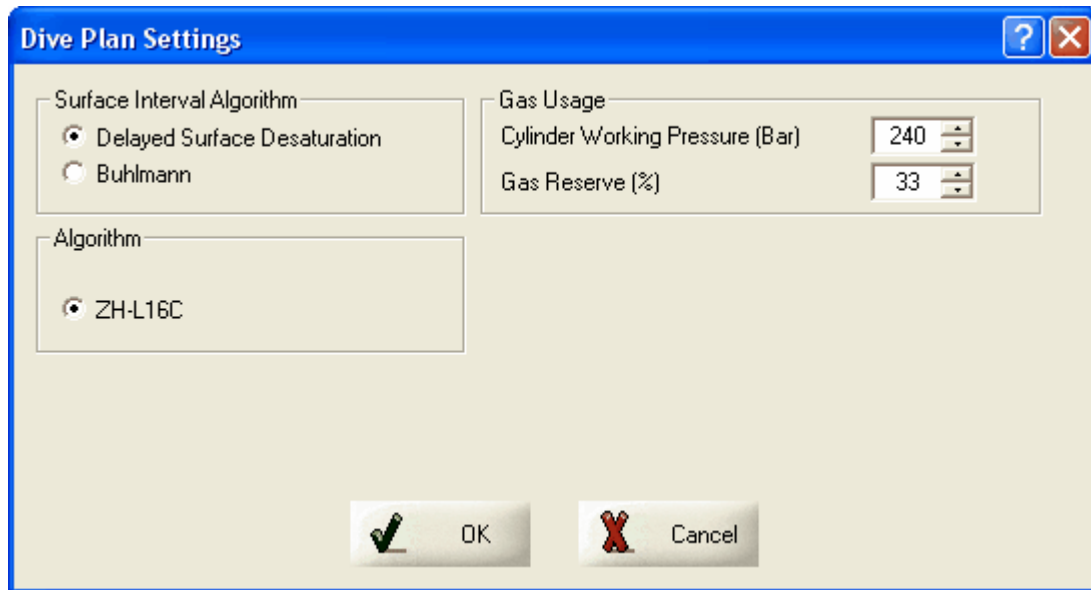 Dive Plan Settings
Surface Interval Algorithm
Delayed Surface Desaturation
Buhlmann
Gas Usage
Cylinder Working Pressure (Bar) 240
Gas Reserve (%) 33
Algorithm
ZH-L16C
OK
Cancel